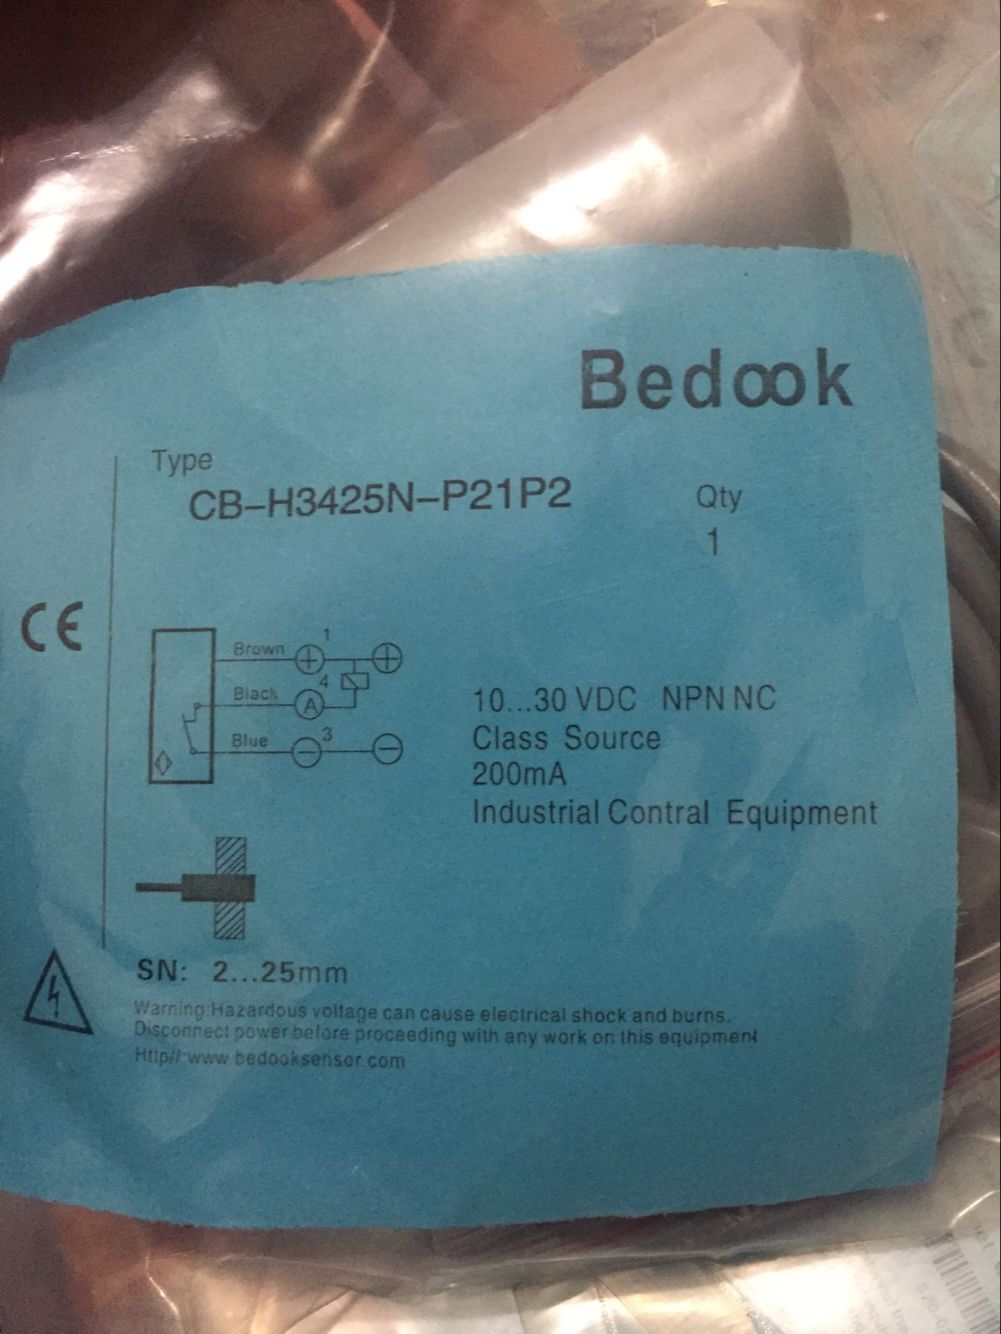 Bedook
Type
CB-H3425N-P21P2
Qty
1
CE
Brown
1
Black
4
A
Blue
3
10...30 VDC NPN NC
Class Source
200mA
Industrial Contral Equipment
SN: 2...25mm
Warning:Hazardous voltage can cause electrical shock and burns.
Disconnect power before proceeding with any work on this equipment
Http//:www.bedooksensor.com